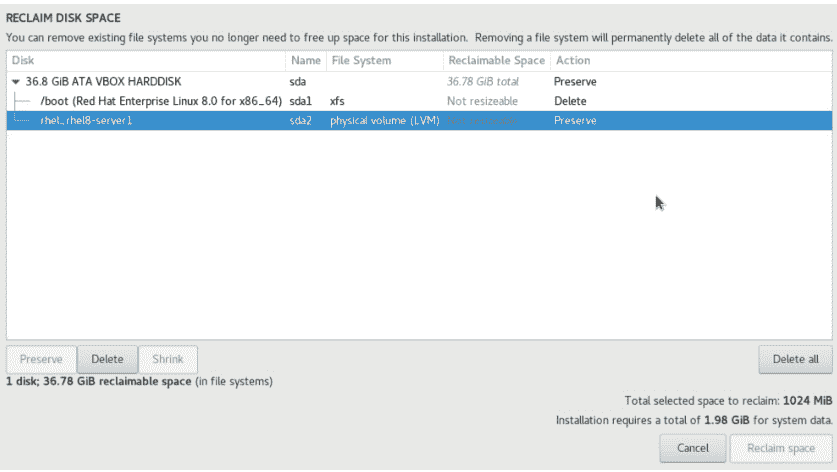 RECLAIM DISK SPACE
You can remove existing file systems you no longer need to free up space for this installation. Removing a file system will permanently delete all of the data it contains.
Disk Name File System Reclaimable Space Action
36.8 GiB ATA VBOX HARDDISK sda 36.78 GiB total Preserve
/boot (Red Hat Enterprise Linux 8.0 for x86_64) sda1 xfs Not resizeable Delete
rhel_rhel8-server1 sda2 physical volume (LVM) Preserve
Preserve Delete Shrink Delete all
1 disk; 36.78 GiB reclaimable space (in file systems)
Total selected space to reclaim: 1024 MiB
Installation requires a total of 1.98 GiB for system data.
Cancel Reclaim space